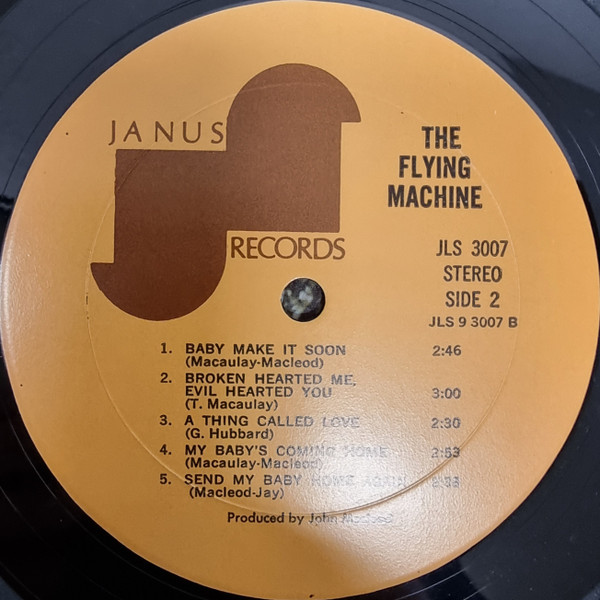 JANUS
RECORDS
THE
FLYING
MACHINE
JLS 3007
STEREO
SIDE 2
JLS 9 3007 B
1. BABY MAKE IT SOON 2:46
(Macaulay-Macleod)
2. BROKEN HEARTED ME,
EVIL HEARTED YOU 3:00
(T. Macaulay)
3. A THING CALLED LOVE 2:30
(G. Hubbard)
4. MY BABY'S COMING HOME 2:53
(Macaulay-Macleod)
5. SEND MY BABY HOME AGAIN
(Macleod-Jay)
Produced by John Macleod